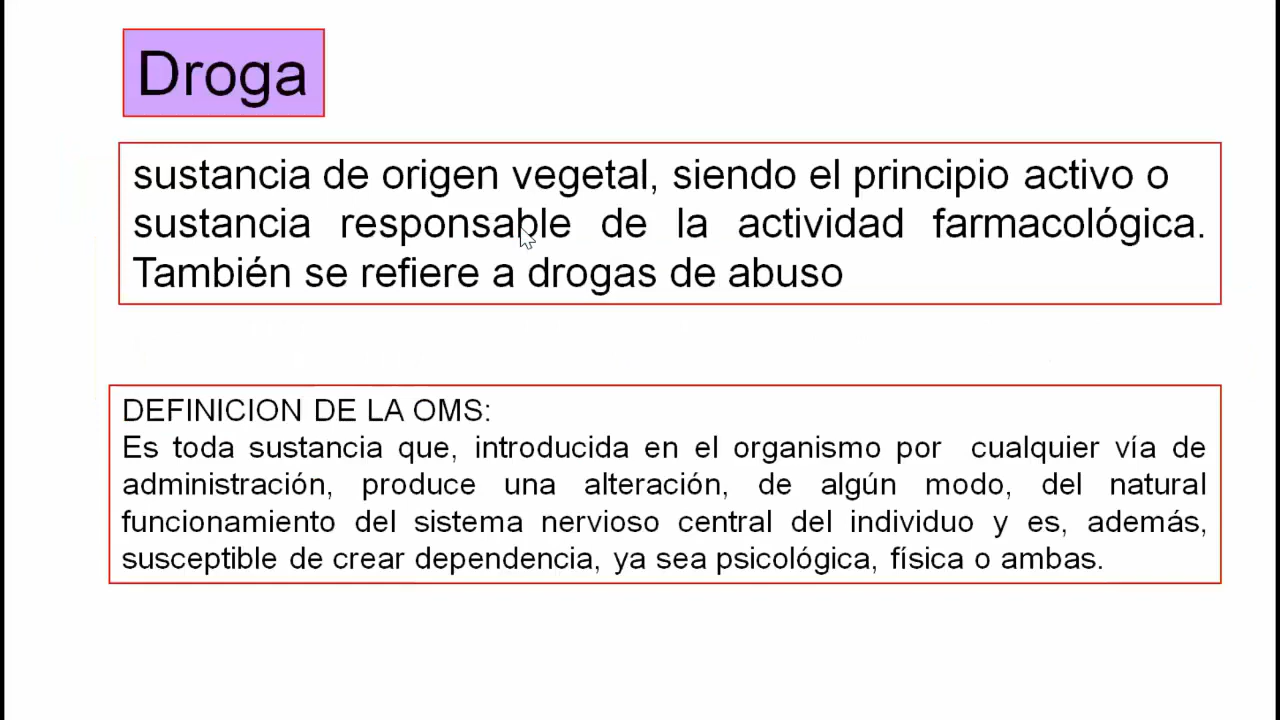 Droga
sustancia de origen vegetal, siendo el principio activo o
sustancia responsable de la actividad farmacológica.
También se refiere a drogas de abuso
DEFINICION DE LA OMS:
Es toda sustancia que, introducida en el organismo por cualquier vía de
administración, produce una alteración, de algún modo, del natural
funcionamiento del sistema nervioso central del individuo y es, además,
susceptible de crear dependencia, ya sea psicológica, física o ambas.